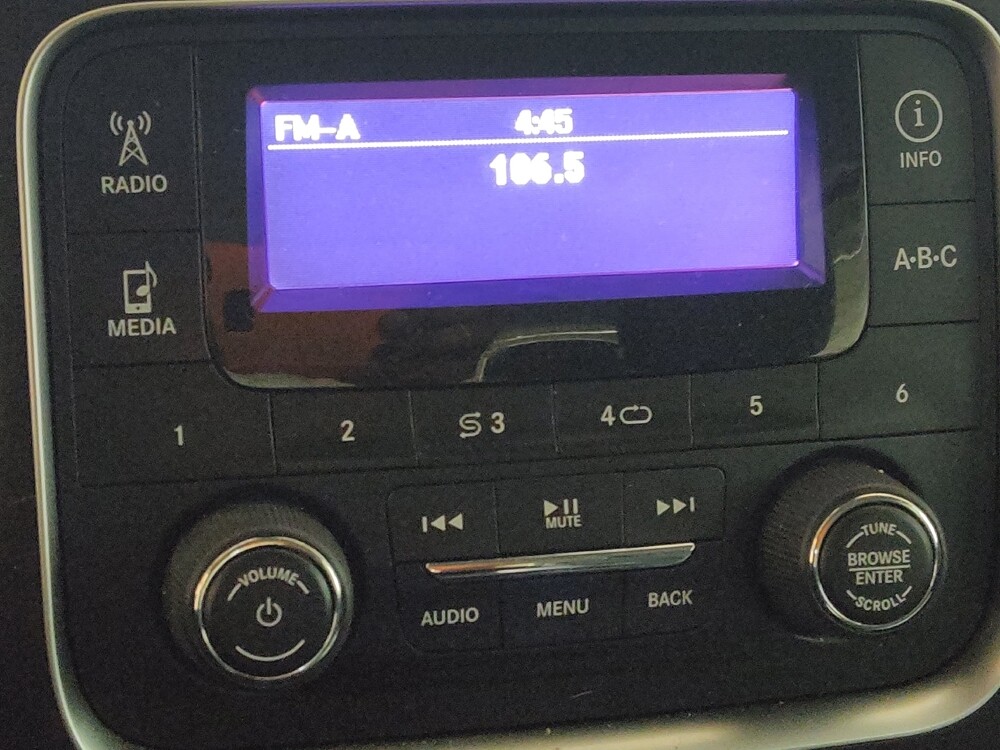 FM-A 4:45
106.5
RADIO
MEDIA
i
INFO
A·B·C
1 2 3 4 5 6
MUTE
VOLUME
AUDIO MENU BACK
TUNE
BROWSE
ENTER
SCROLL